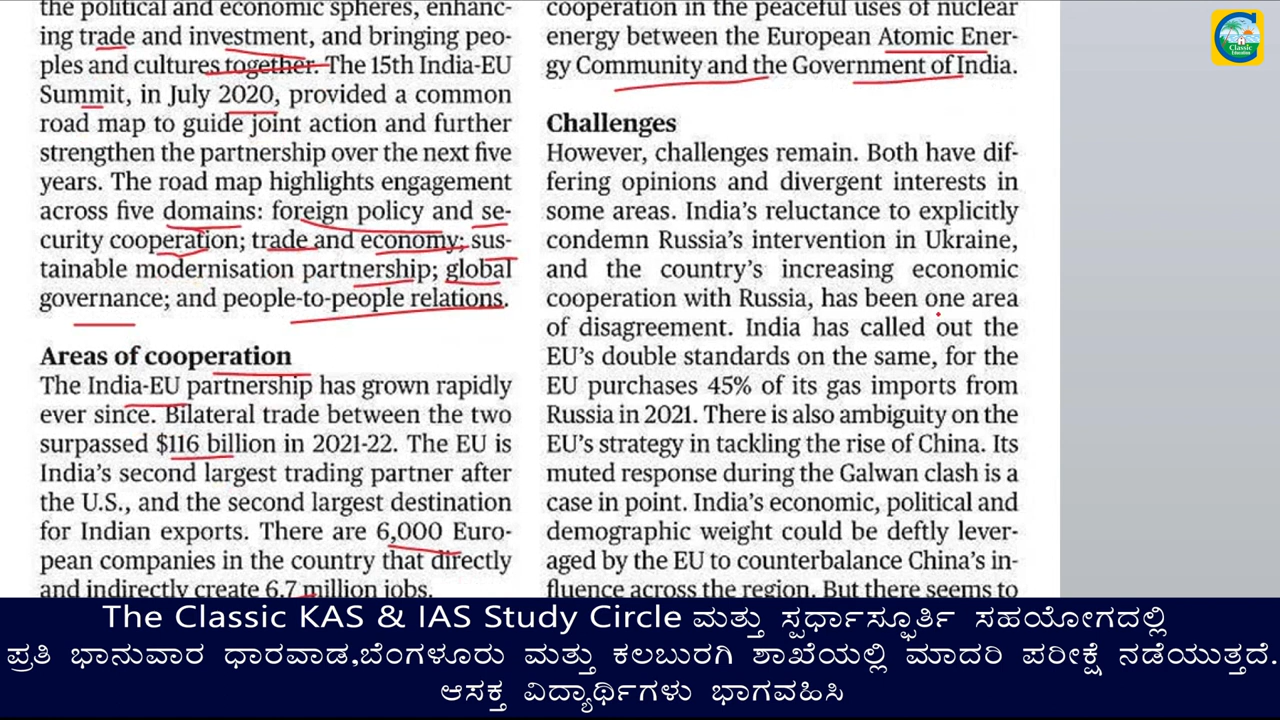 the political and economic spheres, enhanc-
ing trade and investment, and bringing peo-
ples and cultures together. The 15th India-EU
Summit, in July 2020, provided a common
road map to guide joint action and further
strengthen the partnership over the next five
years. The road map highlights engagement
across five domains: foreign policy and se-
curity cooperation; trade and economy; sus-
tainable modernisation partnership; global
governance; and people-to-people relations.
Areas of cooperation
The India-EU partnership has grown rapidly
ever since. Bilateral trade between the two
surpassed $116 billion in 2021-22. The EU is
India's second largest trading partner after
the U.S., and the second largest destination
for Indian exports. There are 6,000 Euro-
pean companies in the country that directly
and indirectly create 6.7 million jobs.
cooperation in the peaceful uses of nuclear
energy between the European Atomic Ener-
gy Community and the Government of India.
Challenges
However, challenges remain. Both have dif-
fering opinions and divergent interests in
some areas. India's reluctance to explicitly
condemn Russia's intervention in Ukraine,
and the country's increasing economic
cooperation with Russia, has been one area
of disagreement. India has called out the
EU's double standards on the same, for the
EU purchases 45% of its gas imports from
Russia in 2021. There is also ambiguity on the
EU's strategy in tackling the rise of China. Its
muted response during the Galwan clash is a
case in point. India's economic, political and
demographic weight could be deftly lever-
aged by the EU to counterbalance China's in-
fluence across the region. But there seems to
Classic
Education
The Classic KAS & IAS Study Circle ಮತ್ತು ಸ್ಪರ್ಧಾಸ್ಫೂರ್ತಿ ಸಹಯೋಗದಲ್ಲಿ
ಪ್ರತಿ ಭಾನುವಾರ ಧಾರವಾಡ,ಬೆಂಗಳೂರು ಮತ್ತು ಕಲಬುರಗಿ ಶಾಖೆಯಲ್ಲಿ ಮಾದರಿ ಪರೀಕ್ಷೆ ನಡೆಯುತ್ತದೆ.
ಆಸಕ್ತ ವಿದ್ಯಾರ್ಥಿಗಳು ಭಾಗವಹಿಸಿ